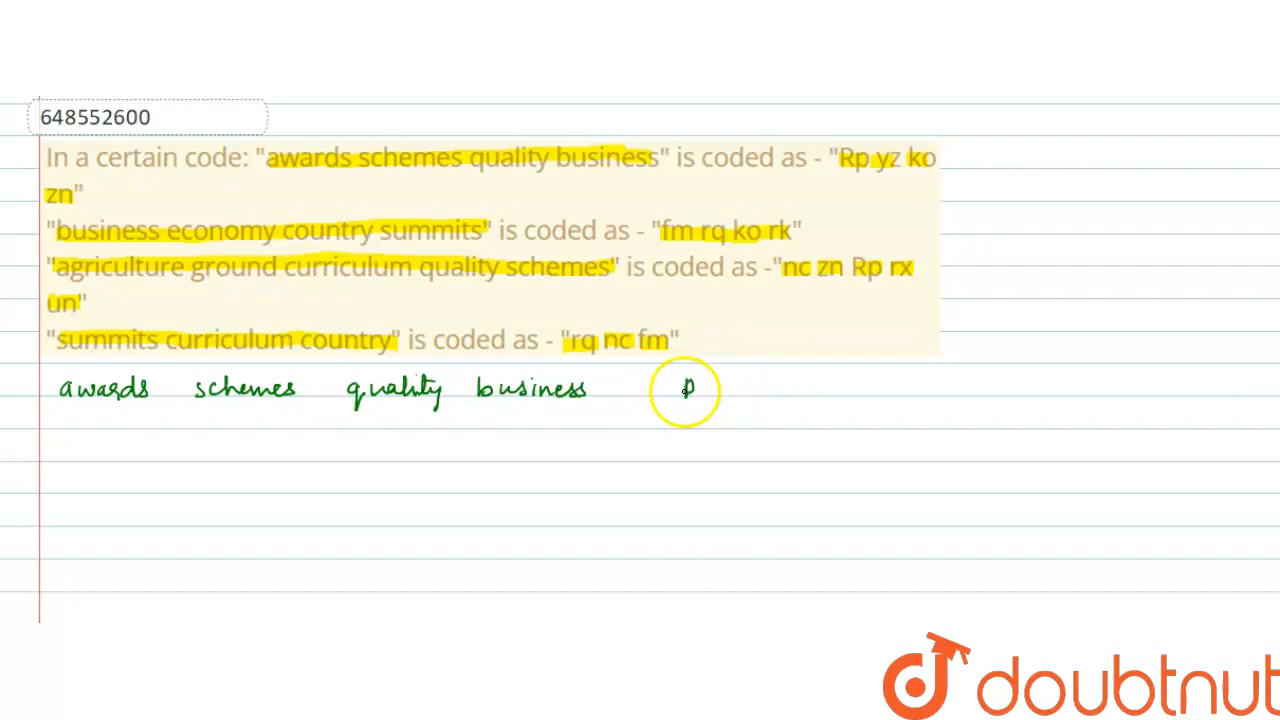 648552600
In a certain code: "awards schemes quality business" is coded as - "Rp yz ko
zn"
"business economy country summits" is coded as - "fm rq ko rk"
"agriculture ground curriculum quality schemes" is coded as -"nc zn Rp rx
un"
"summits curriculum country" is coded as - "rq nc fm"
awards schemes quality business p
doubtnut